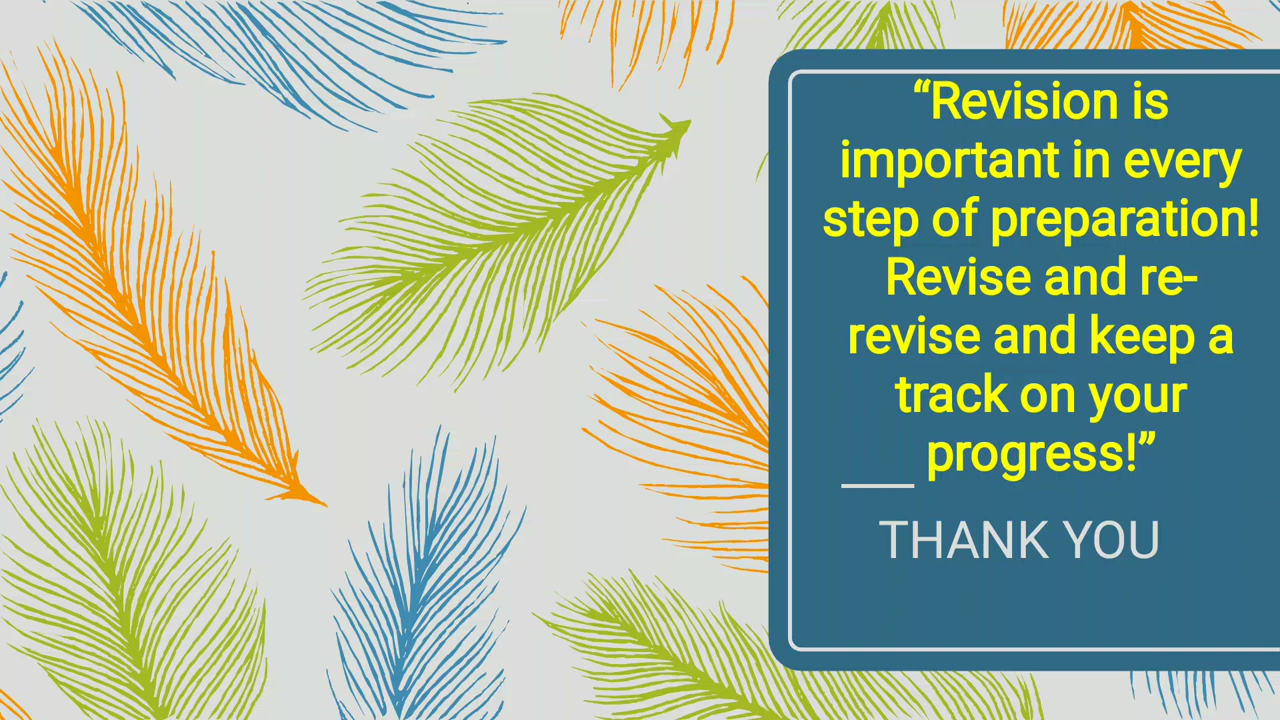 “Revision is
important in every
step of preparation!
Revise and re-
revise and keep a
track on your
progress!”
THANK YOU